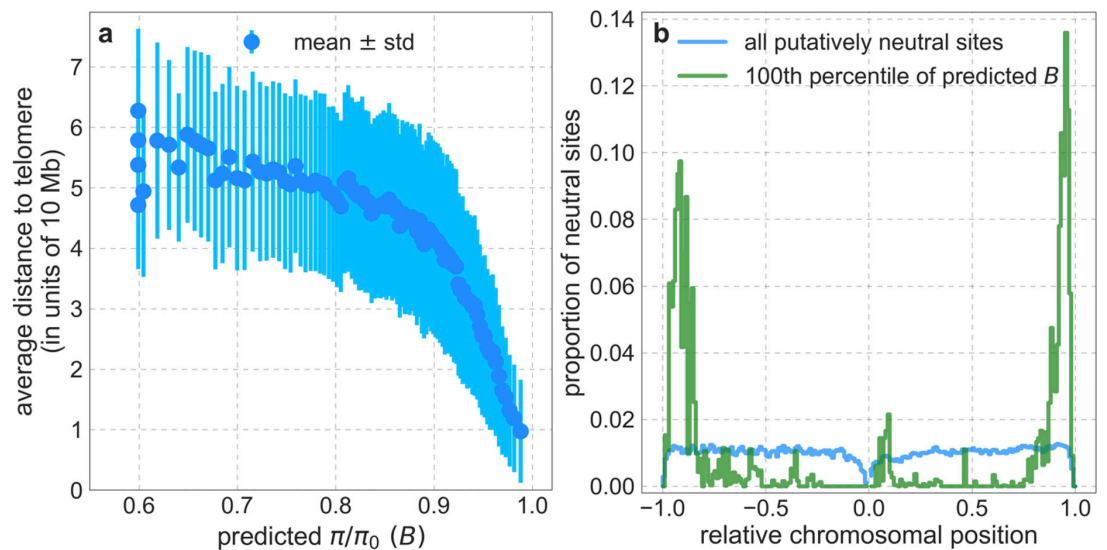 a
mean ± std
average distance to telomere
(in units of 10 Mb)
7
6
5
4
3
2
1
0
0.6 0.7 0.8 0.9 1.0
predicted π/π₀ (B)
b
all putatively neutral sites
100th percentile of predicted B
proportion of neutral sites
0.14
0.12
0.10
0.08
0.06
0.04
0.02
0.00
−1.0 −0.5 0.0 0.5 1.0
relative chromosomal position